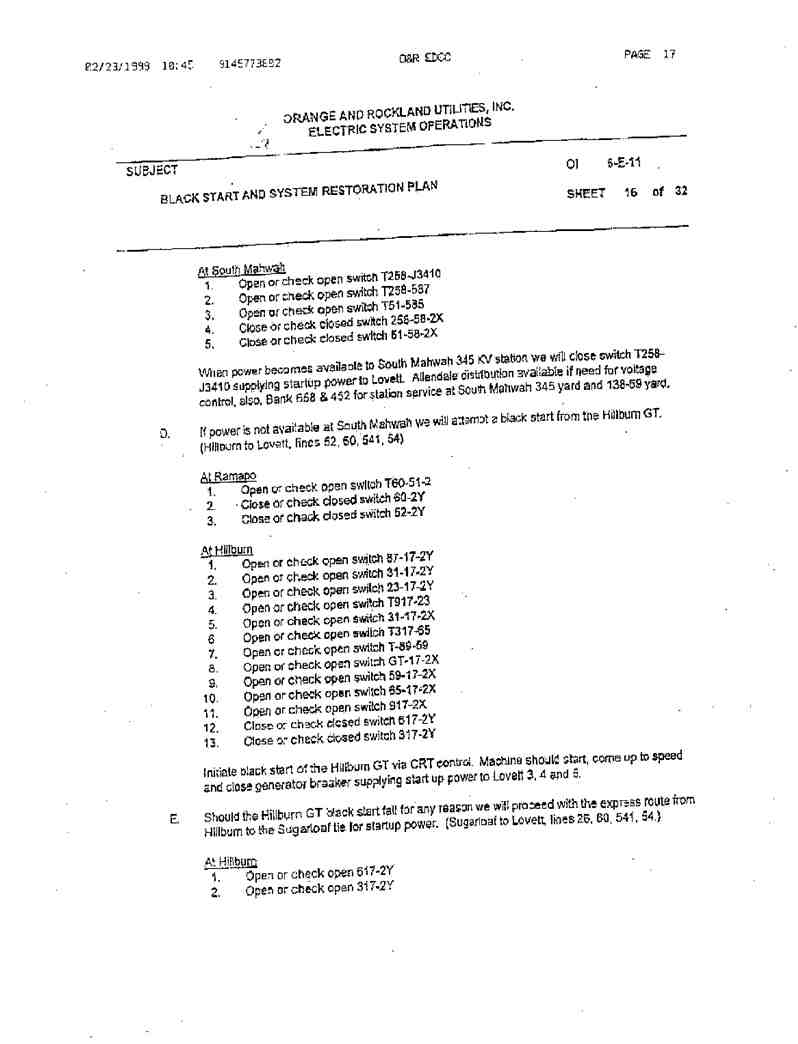 02/23/1999 10:45 9145773892 O&R EDCC PAGE 17
ORANGE AND ROCKLAND UTILITIES, INC.
ELECTRIC SYSTEM OPERATIONS
SUBJECT
OI 6-E-11
BLACK START AND SYSTEM RESTORATION PLAN
SHEET 16 of 32
At South Mahwah
1. Open or check open switch T258-J3410
2. Open or check open switch T258-587
3. Open or check open switch T51-585
4. Close or check closed switch 258-58-2X
5. Close or check closed switch 51-58-2X
When power becomes available to South Mahwah 345 KV station we will close switch T258-
J3410 supplying startup power to Lovett. Allendale distribution available if need for voltage
control, also, Bank 558 & 452 for station service at South Mahwah 345 yard and 138-69 yard.
D. If power is not available at South Mahwah we will attempt a black start from the Hillburn GT.
(Hillburn to Lovett, lines 52, 60, 541, 54)
At Ramapo
1. Open or check open switch T60-51-2
2. Close or check closed switch 60-2Y
3. Close or check closed switch 52-2Y
At Hillburn
1. Open or check open switch 87-17-2Y
2. Open or check open switch 31-17-2Y
3. Open or check open switch 23-17-2Y
4. Open or check open switch T917-23
5. Open or check open switch 31-17-2X
6 Open or check open switch T317-65
7. Open or check open switch T-89-59
8. Open or check open switch GT-17-2X
9. Open or check open switch 59-17-2X
10. Open or check open switch 65-17-2X
11. Open or check open switch 917-2X
12. Close or check closed switch 617-2Y
13. Close or check closed switch 317-2Y
Initiate black start of the Hillburn GT via CRT control. Machine should start, come up to speed
and close generator breaker supplying start up power to Lovett 3, 4 and 5.
E. Should the Hillburn GT black start fail for any reason we will proceed with the express route from
Hillburn to the Sugarloaf tie for startup power. (Sugarloaf to Lovett, lines 26, 60, 541, 54.)
At Hillburn
1. Open or check open 617-2Y
2. Open or check open 317-2Y